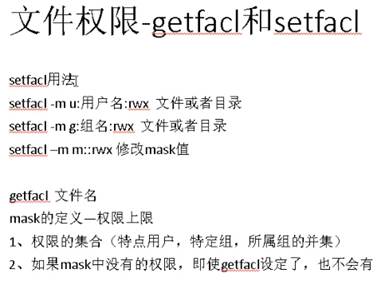 文件权限-getfacl和setfacl
setfacl用法
setfacl -m u:用户名:rwx 文件或者目录
setfacl -m g:组名:rwx 文件或者目录
setfacl –m m::rwx 修改mask值
getfacl 文件名
mask的定义—权限上限
1、权限的集合（特点用户，特定组，所属组的并集）
2、如果mask中没有的权限，即使getfacl设定了，也不会有